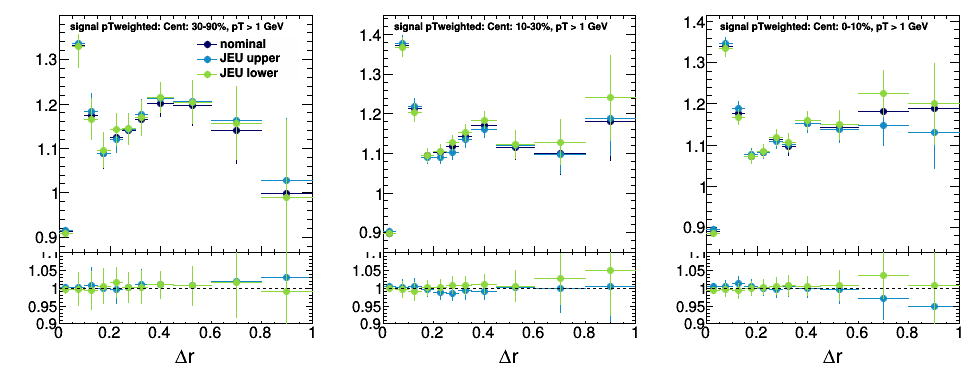 signal pTweighted: Cent: 30-90%, pT > 1 GeV
nominal
JEU upper
JEU lower
1.3
1.2
1.1
1
0.9
1.1
1.05
1
0.95
0.9
0 0.2 0.4 0.6 0.8 1
Δr
signal pTweighted: Cent: 10-30%, pT > 1 GeV
1.4
1.3
1.2
1.1
1
0.9
1.1
1.05
1
0.95
0.9
0 0.2 0.4 0.6 0.8 1
Δr
signal pTweighted: Cent: 0-10%, pT > 1 GeV
1.4
1.3
1.2
1.1
1
0.9
1.1
1.05
1
0.95
0.9
0 0.2 0.4 0.6 0.8 1
Δr